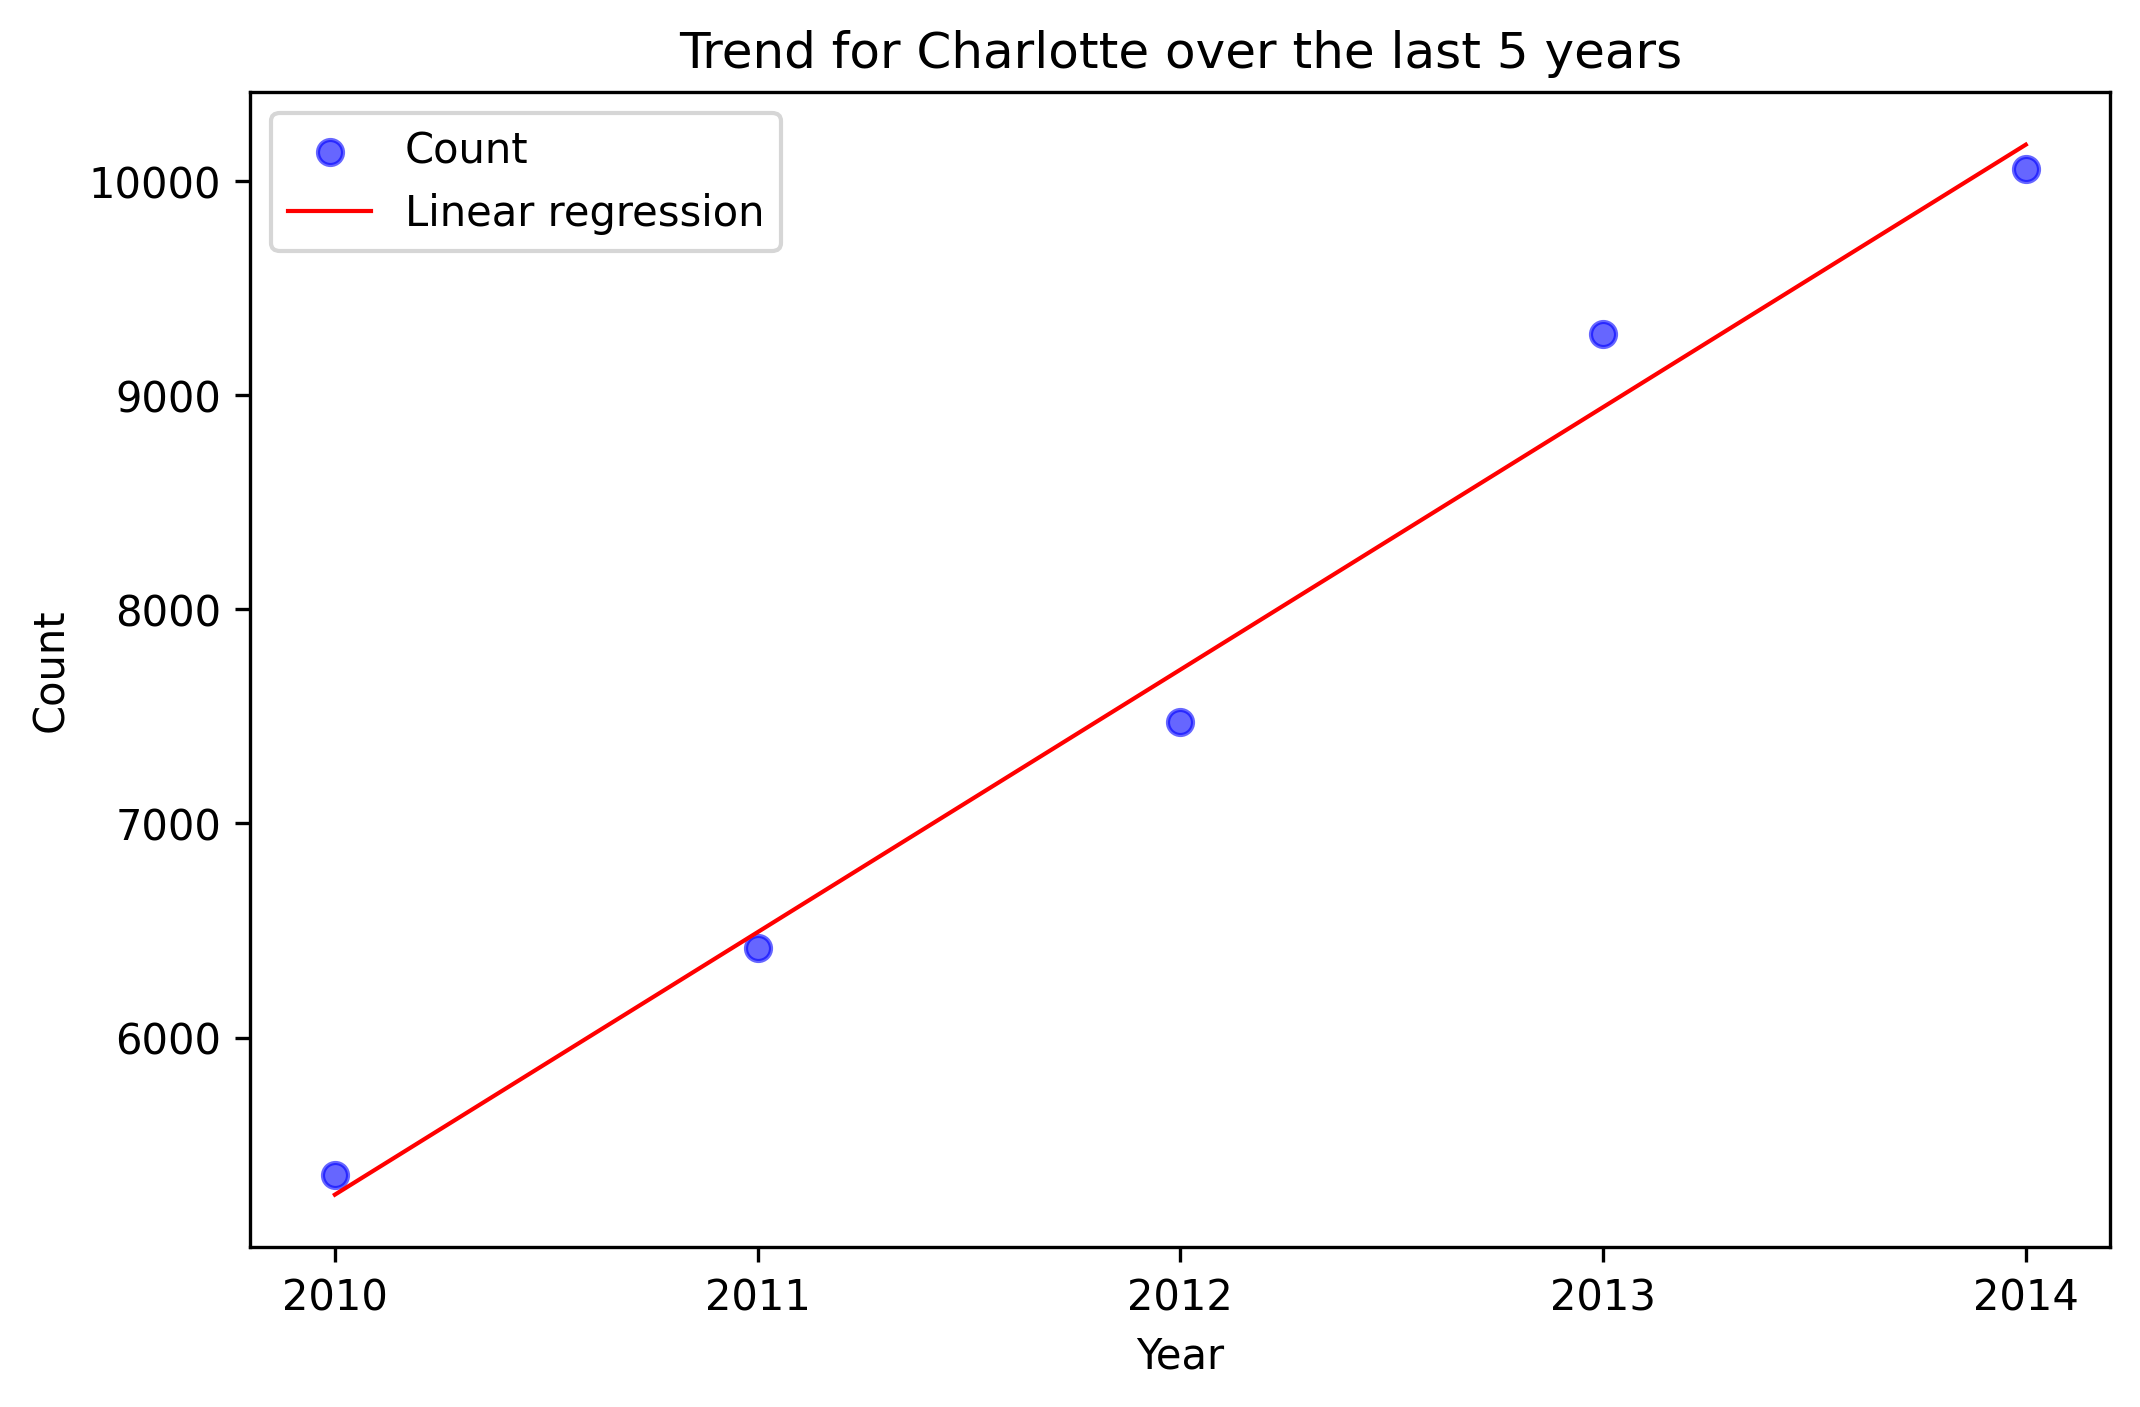 Trend for Charlotte over the last 5 years
Count
Linear regression
10000
9000
8000
7000
6000
Count
2010 2011 2012 2013 2014
Year